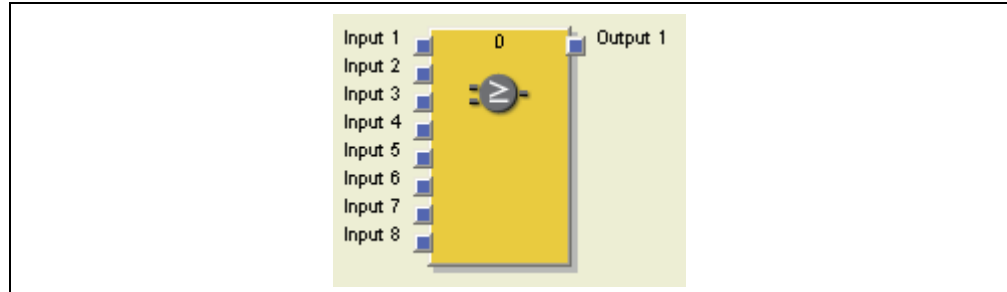 Input 1 0 Output 1
Input 2
Input 3
≥
Input 4
Input 5
Input 6
Input 7
Input 8